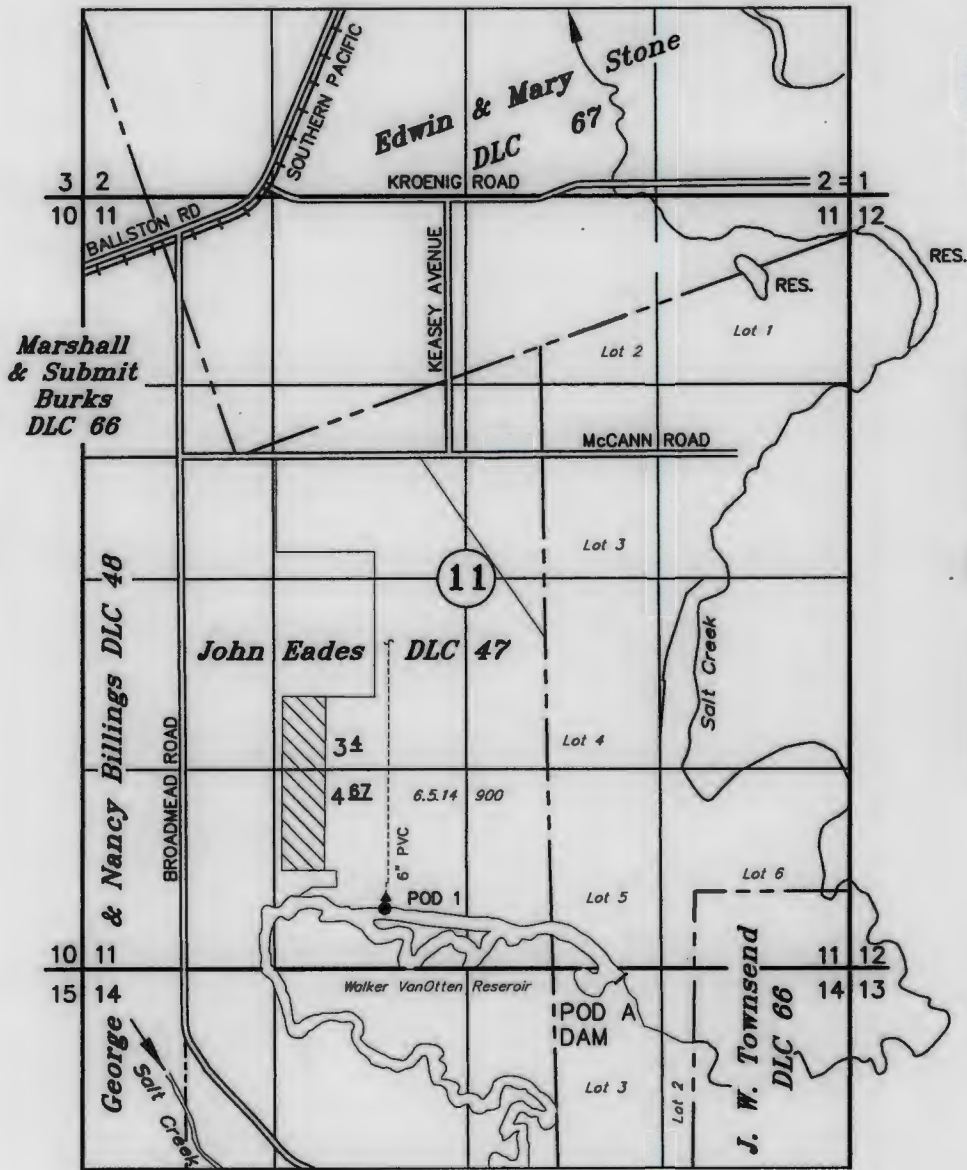 Edwin & Mary Stone
DLC 67
SOUTHERN PACIFIC
3 2
10 11
KROENIG ROAD
2 1
11 12
BALLSTON RD
KEASEY AVENUE
RES.
RES.
Lot 1
Lot 2
Marshall
& Submit
Burks
DLC 66
McCANN ROAD
Lot 3
11
John Eades DLC 47
George & Nancy Billings DLC 48
BROADMEAD ROAD
Salt Creek
3 4
Lot 4
4 67
6.5.14 900
6" PVC
POD 1
Lot 5
Lot 6
10 11
15 14
11 12
14 13
Walker VanOtten Reseroir
POD A
DAM
J. W. Townsend
DLC 66
Lot 3
Lot 2
Salt Creek